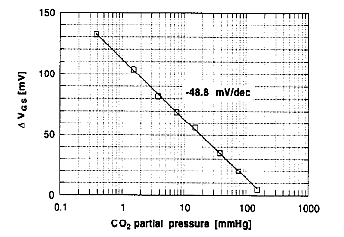 150
100
50
0
Δ VGS [mV]
-48.8 mV/dec
0.1 1 10 100 1000
CO2 partial pressure [mmHg]